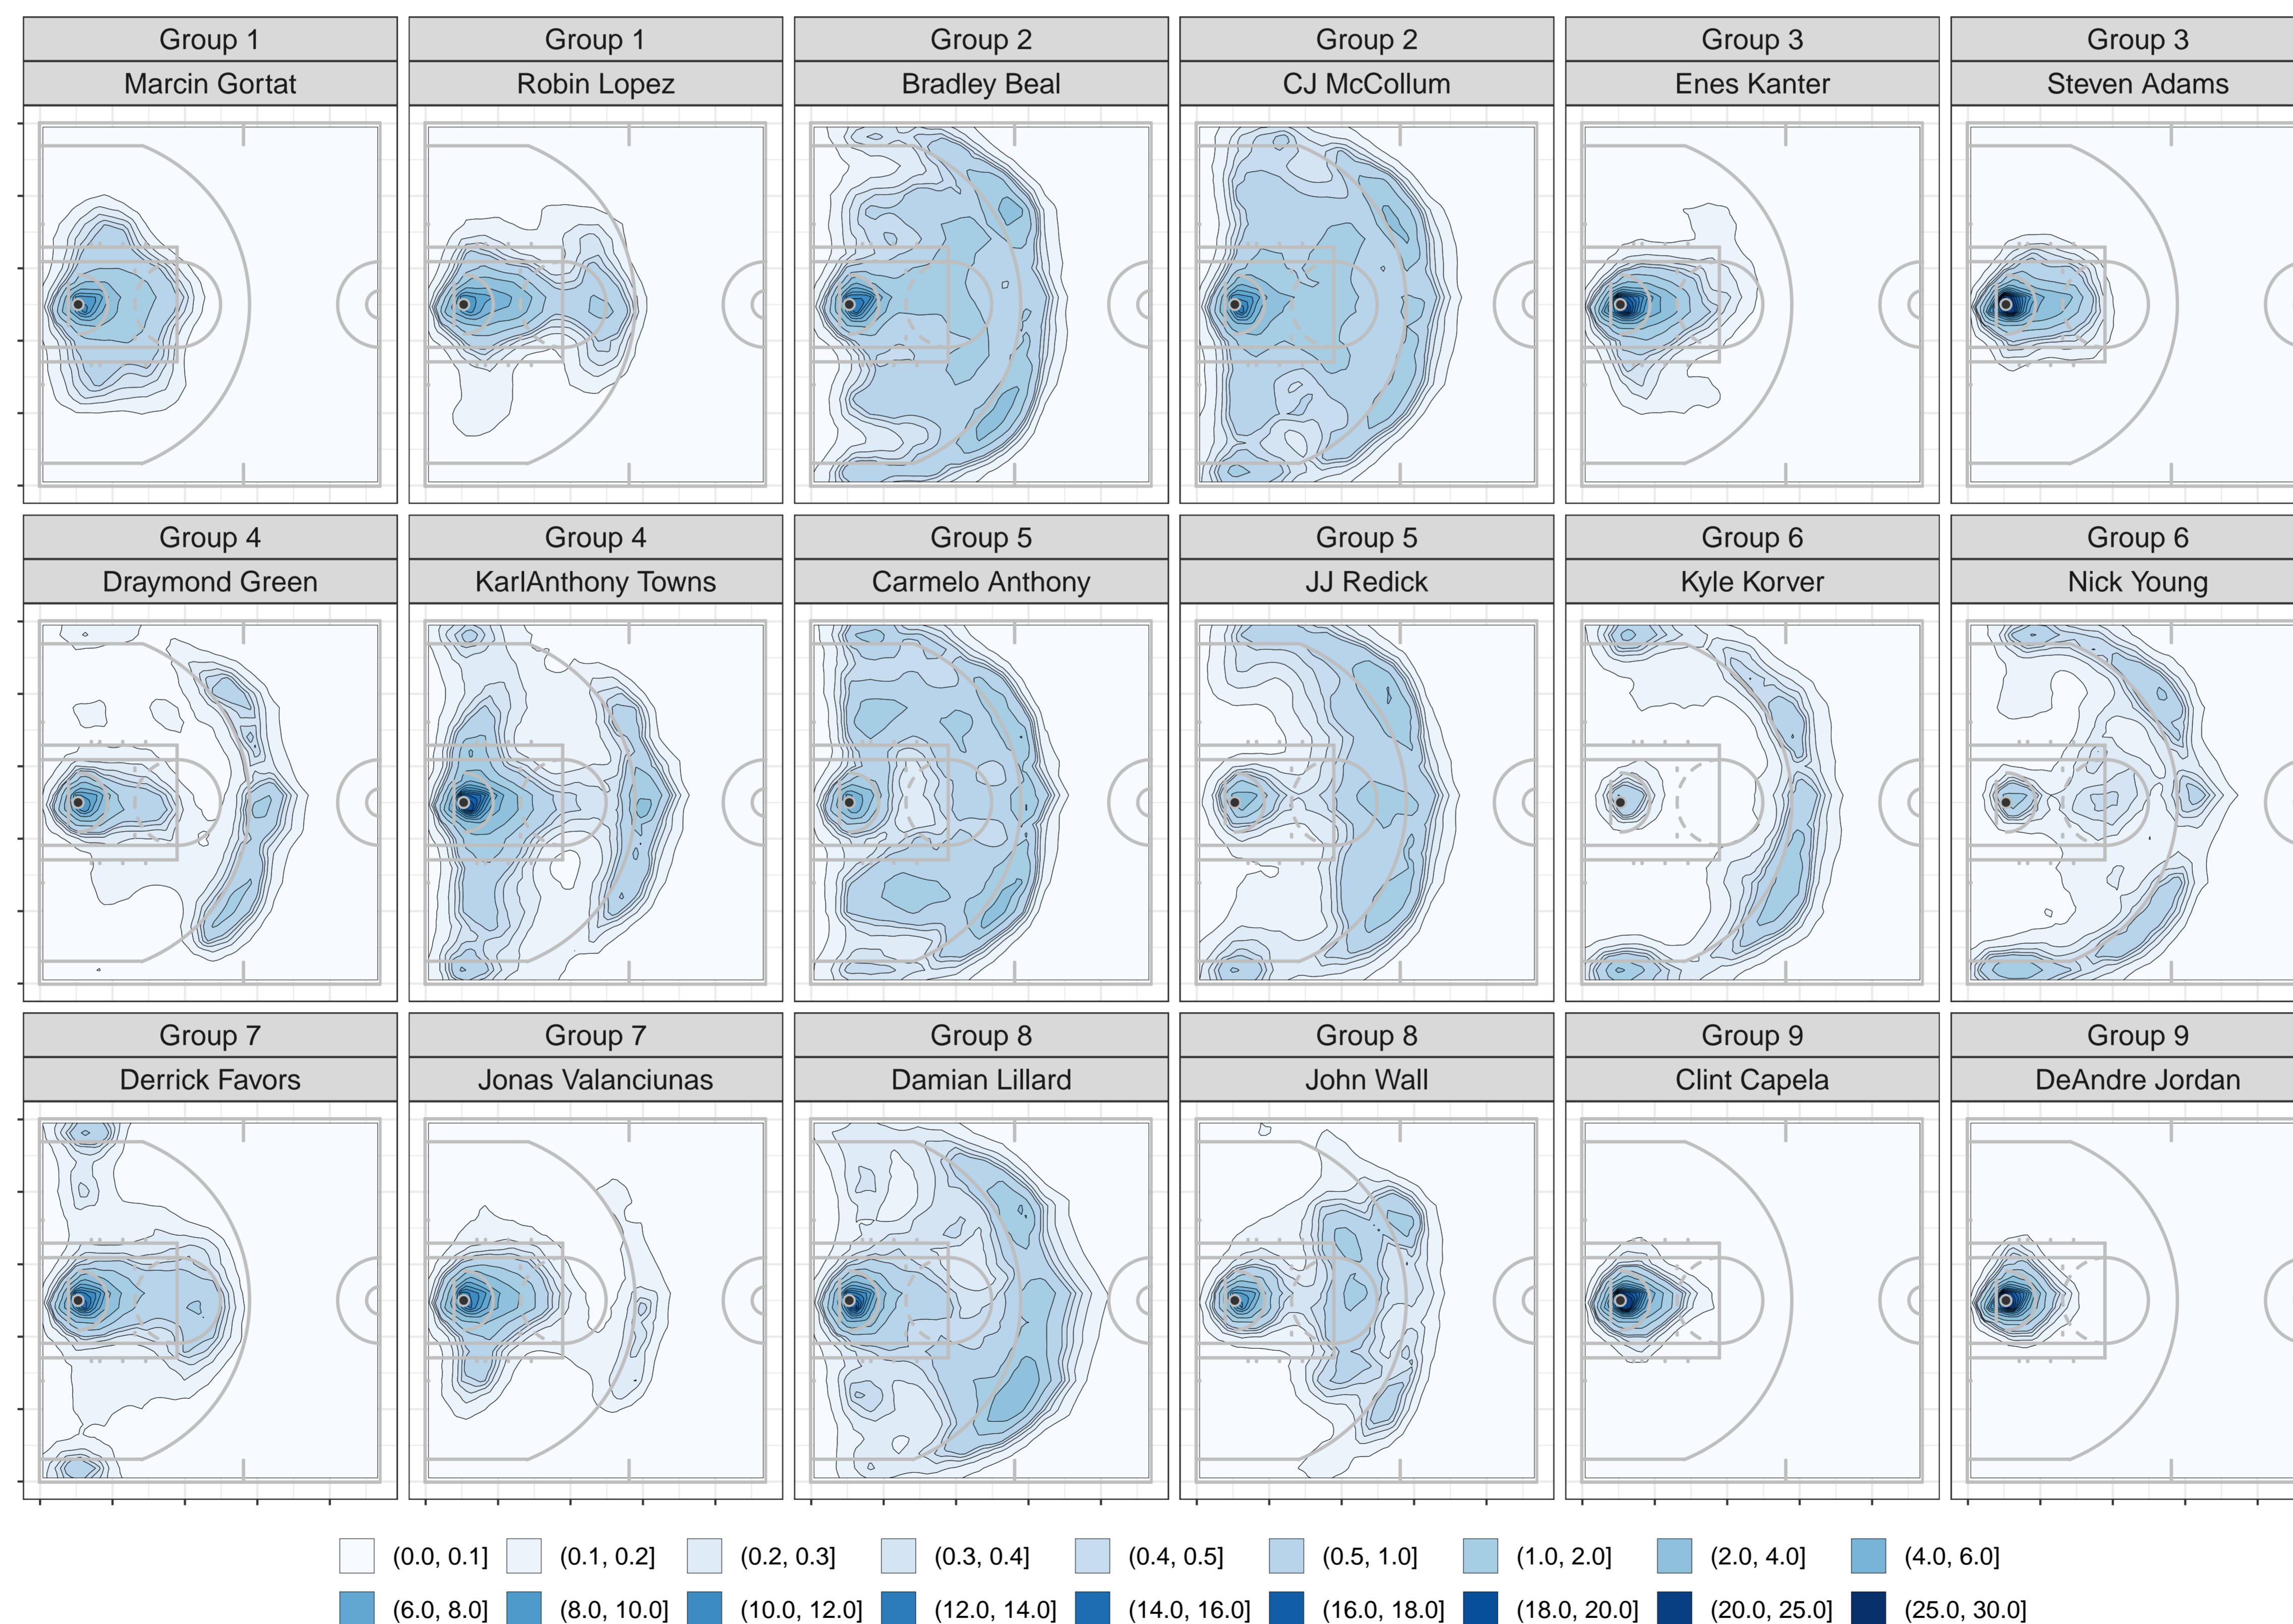 Group 1 Group 1 Group 2 Group 2 Group 3 Group 3
Marcin Gortat Robin Lopez Bradley Beal CJ McCollum Enes Kanter Steven Adams
Group 4 Group 4 Group 5 Group 5 Group 6 Group 6
Draymond Green KarlAnthony Towns Carmelo Anthony JJ Redick Kyle Korver Nick Young
Group 7 Group 7 Group 8 Group 8 Group 9 Group 9
Derrick Favors Jonas Valanciunas Damian Lillard John Wall Clint Capela DeAndre Jordan
(0.0, 0.1] (0.1, 0.2] (0.2, 0.3] (0.3, 0.4] (0.4, 0.5] (0.5, 1.0] (1.0, 2.0] (2.0, 4.0] (4.0, 6.0]
(6.0, 8.0] (8.0, 10.0] (10.0, 12.0] (12.0, 14.0] (14.0, 16.0] (16.0, 18.0] (18.0, 20.0] (20.0, 25.0] (25.0, 30.0]